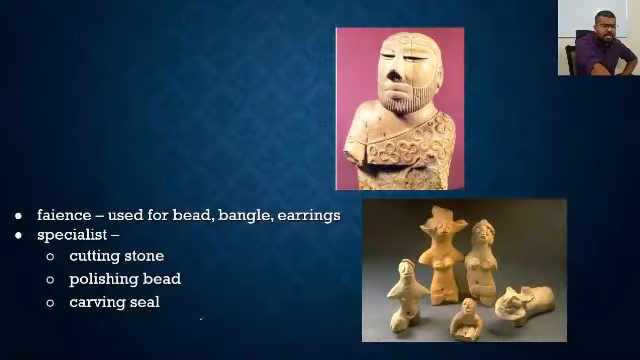 ● faience – used for bead, bangle, earrings
● specialist –
○ cutting stone
○ polishing bead
○ carving seal